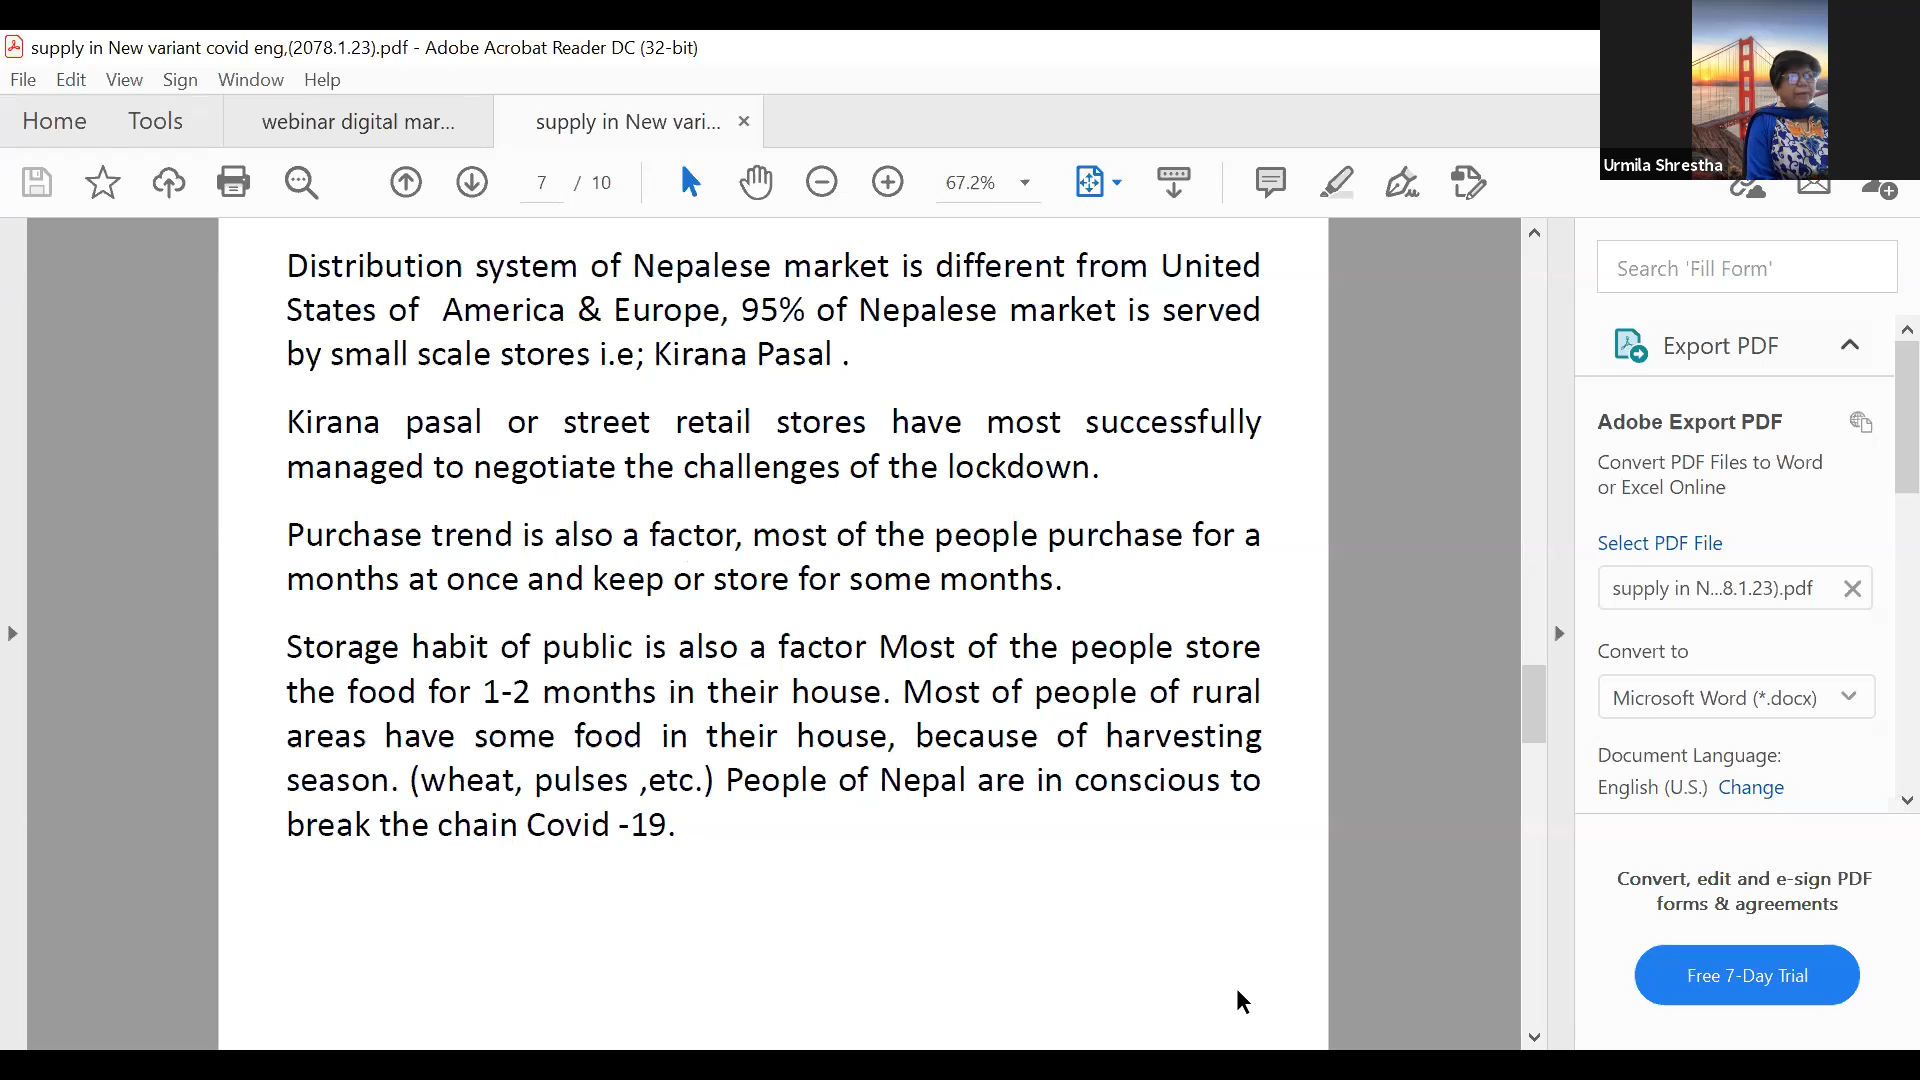 supply in New variant covid eng,(2078.1.23).pdf - Adobe Acrobat Reader DC (32-bit)
File Edit View Sign Window Help
Home Tools webinar digital mar... supply in New vari... ×
7 / 10 67.2%
Urmila Shrestha
Distribution system of Nepalese market is different from United
States of America & Europe, 95% of Nepalese market is served
by small scale stores i.e; Kirana Pasal .
Kirana pasal or street retail stores have most successfully
managed to negotiate the challenges of the lockdown.
Purchase trend is also a factor, most of the people purchase for a
months at once and keep or store for some months.
Storage habit of public is also a factor Most of the people store
the food for 1-2 months in their house. Most of people of rural
areas have some food in their house, because of harvesting
season. (wheat, pulses ,etc.) People of Nepal are in conscious to
break the chain Covid -19.
Search 'Fill Form'
Export PDF
Adobe Export PDF
Convert PDF Files to Word
or Excel Online
Select PDF File
supply in N...8.1.23).pdf
Convert to
Microsoft Word (*.docx)
Document Language:
English (U.S.) Change
Convert, edit and e-sign PDF
forms & agreements
Free 7-Day Trial